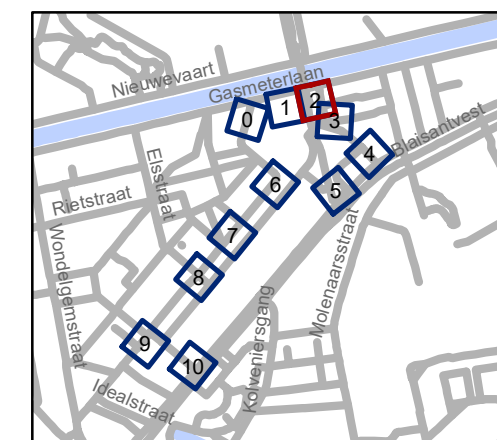 Nieuwevaart
Gasmeterlaan
0
1
2
3
4
Blaisantvest
5
6
Elsstraat
Rietstraat
7
Wondelgemstraat
8
Molenaarsstraat
Kolveniersgang
9
10
Idealstraat